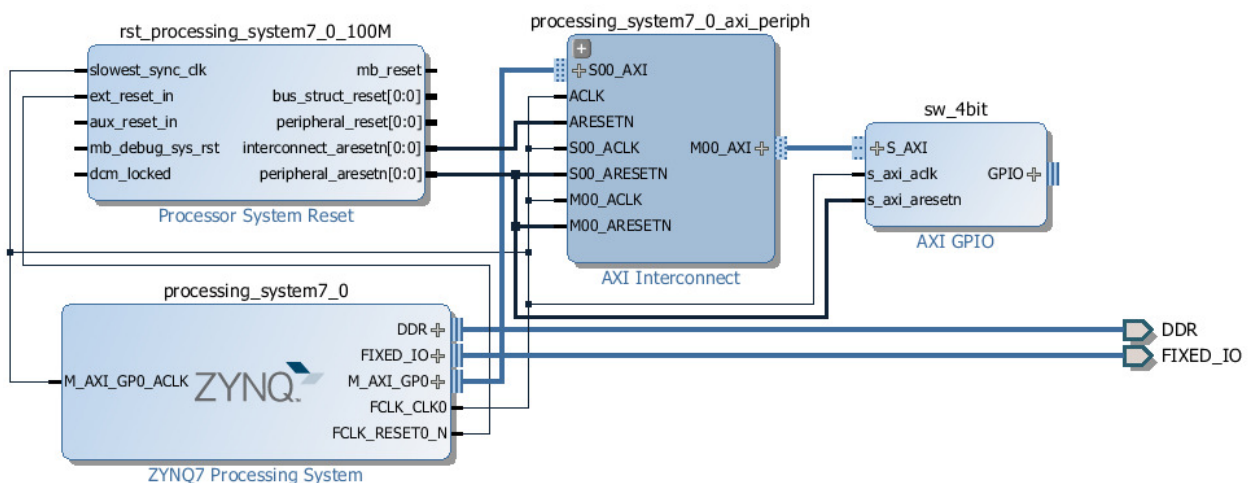 processing_system7_0_axi_periph
rst_processing_system7_0_100M
slowest_sync_clk
ext_reset_in
aux_reset_in
mb_debug_sys_rst
dcm_locked
mb_reset
bus_struct_reset[0:0]
peripheral_reset[0:0]
interconnect_aresetn[0:0]
peripheral_aresetn[0:0]
Processor System Reset
S00_AXI
ACLK
ARESETN
S00_ACLK
S00_ARESETN
M00_ACLK
M00_ARESETN
M00_AXI
AXI Interconnect
sw_4bit
S_AXI
s_axi_aclk
s_axi_aresetn
GPIO
AXI GPIO
processing_system7_0
M_AXI_GP0_ACLK
ZYNQ
DDR
FIXED_IO
M_AXI_GP0
FCLK_CLK0
FCLK_RESET0_N
ZYNQ7 Processing System
DDR
FIXED_IO